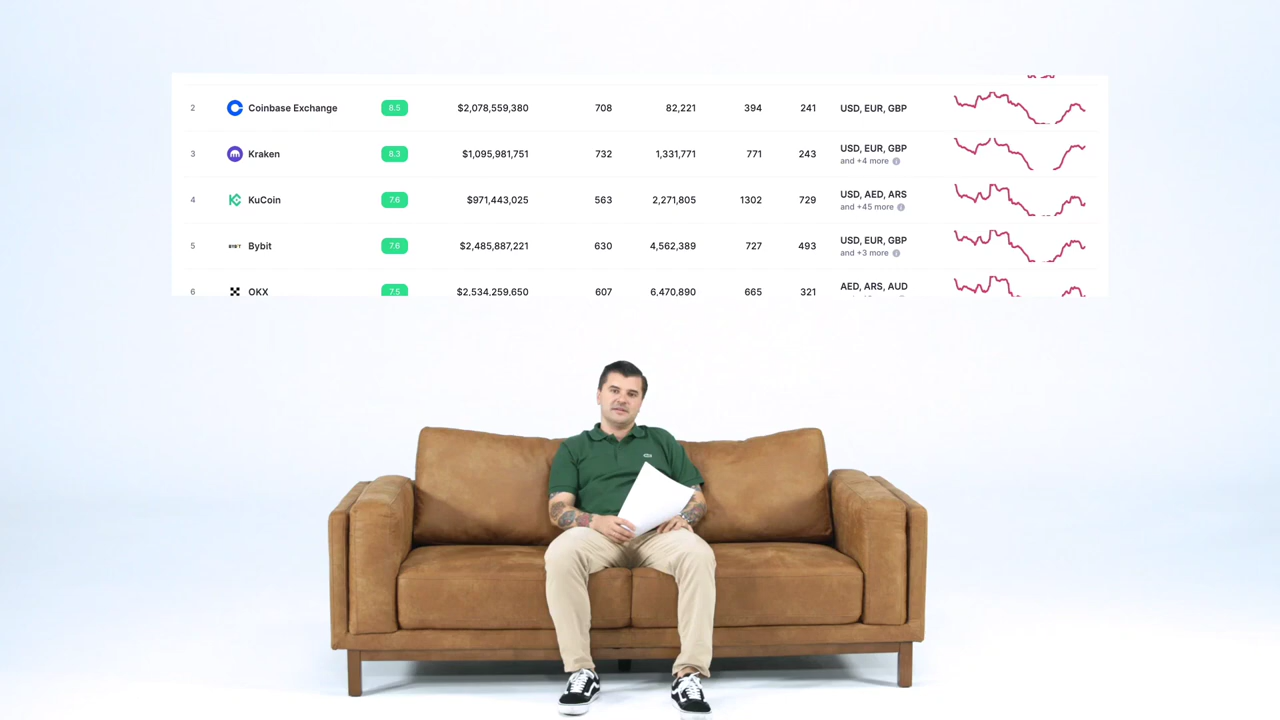 2 Coinbase Exchange 8.5 $2,078,559,380 708 82,221 394 241 USD, EUR, GBP
3 Kraken 8.3 $1,095,981,751 732 1,331,771 771 243 USD, EUR, GBP
and +4 more
4 KuCoin 7.6 $971,443,025 563 2,271,805 1302 729 USD, AED, ARS
and +45 more
5 Bybit 7.6 $2,485,887,221 630 4,562,389 727 493 USD, EUR, GBP
and +3 more
6 OKX 7.5 $2,534,259,650 607 6,470,890 665 321 AED, ARS, AUD